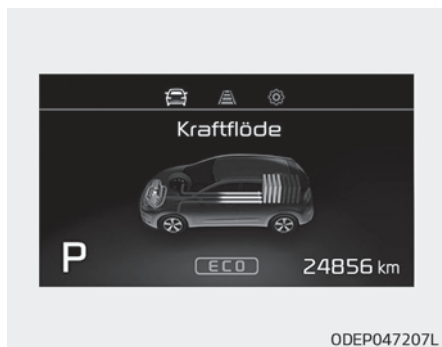 Kraftflöde
P
ECO
24856 km
ODEP047207L